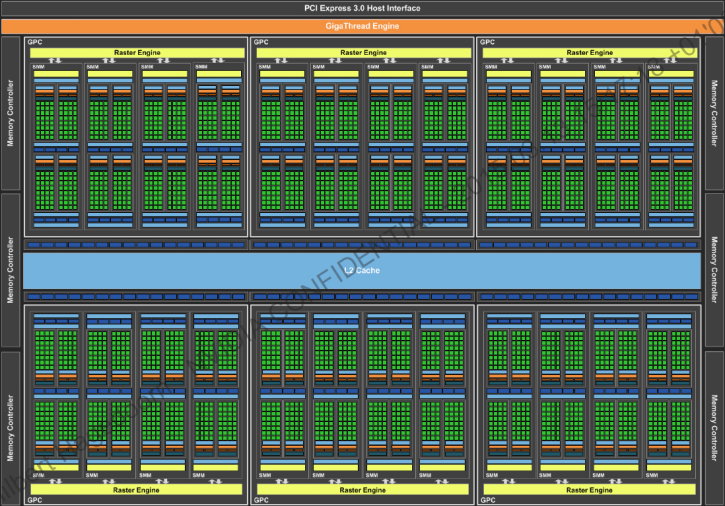 PCI Express 3.0 Host Interface
GigaThread Engine
GPC
GPC
GPC
Raster Engine
Raster Engine
Raster Engine
SMM SMM SMM SMM
SMM SMM SMM SMM
SMM SMM SMM SMM
Memory Controller
Memory Controller
Memory Controller
Memory Controller
Memory Controller
Memory Controller
L2 Cache
NVIDIA CONFIDENTIAL
SMM SMM SMM SMM
SMM SMM SMM SMM
SMM SMM SMM SMM
Raster Engine
Raster Engine
Raster Engine
GPC
GPC
GPC